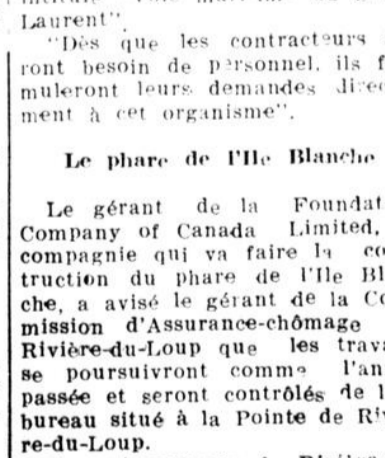 Laurent".
"Dès que les contracteurs
ront besoin de personnel, ils f
muleront leurs demandes direc
ment à cet organisme".
Le phare de l'Ile Blanche
Le gérant de la Foundat
Company of Canada Limited,
compagnie qui va faire la co
truction du phare de l'Ile Bl
che, a avisé le gérant de la Co
mission d'Assurance-chômage
Rivière-du-Loup que les trava
se poursuivront comme l'an
passée et seront contrôlés de l
bureau situé à la Pointe de Riv
re-du-Loup.